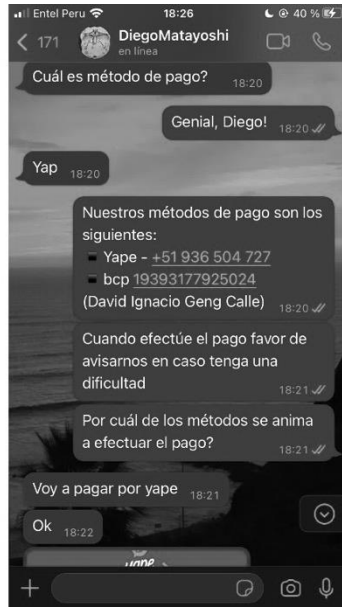 Entel Peru 18:26 40 %
171 DiegoMatayoshi
en línea
Cuál es método de pago? 18:20
Genial, Diego! 18:20
Yap 18:20
Nuestros métodos de pago son los
siguientes:
Yape - +51 936 504 727
bcp 19393177925024
(David Ignacio Geng Calle) 18:20
Cuando efectúe el pago favor de
avisarnos en caso tenga una
dificultad 18:21
Por cuál de los métodos se anima
a efectuar el pago? 18:21
Voy a pagar por yape 18:21
Ok 18:22
yape